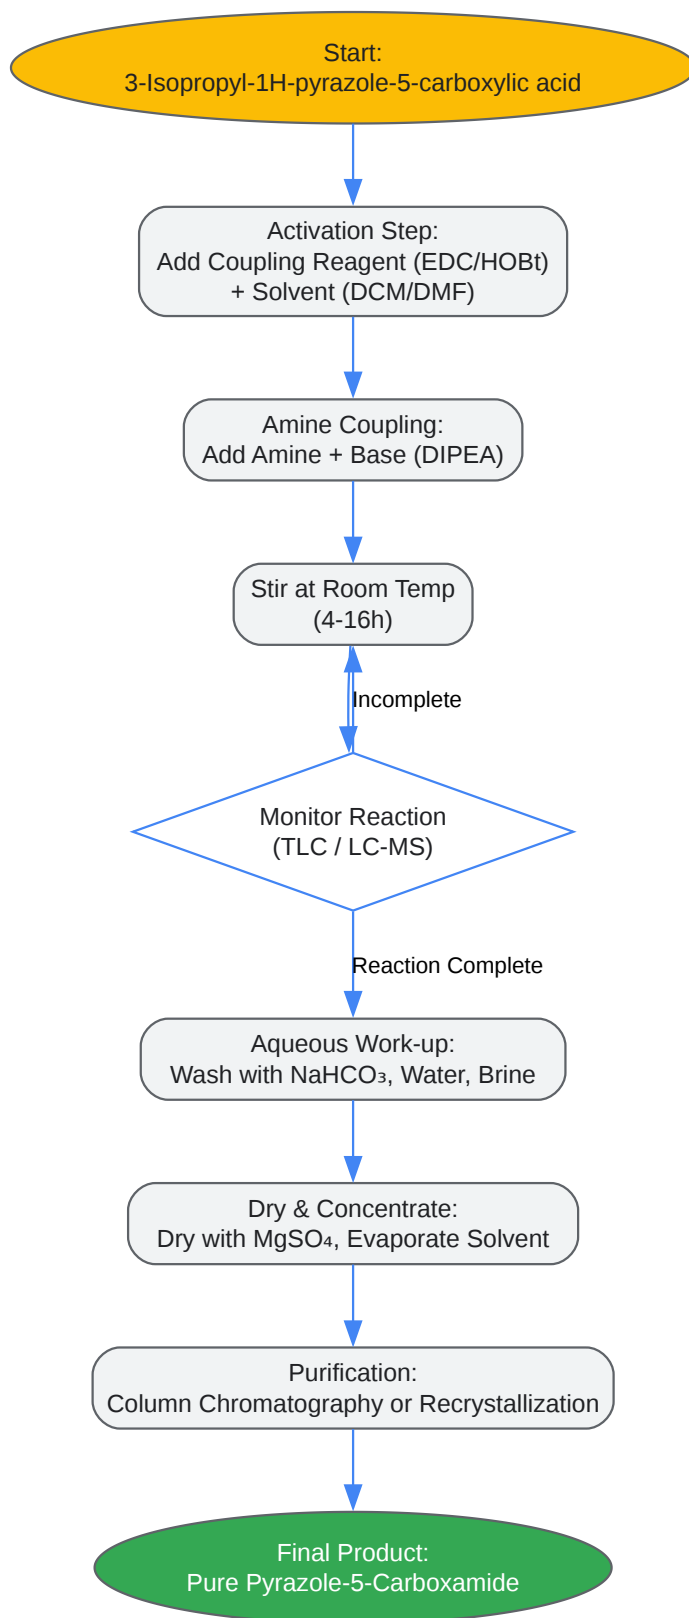 Start:
3-Isopropyl-1H-pyrazole-5-carboxylic acid
Activation Step:
Add Coupling Reagent (EDC/HOBt)
+ Solvent (DCM/DMF)
Amine Coupling:
Add Amine + Base (DIPEA)
Stir at Room Temp
(4-16h)
Incomplete
Monitor Reaction
(TLC / LC-MS)
Reaction Complete
Aqueous Work-up:
Wash with NaHCO₃, Water, Brine
Dry & Concentrate:
Dry with MgSO₄, Evaporate Solvent
Purification:
Column Chromatography or Recrystallization
Final Product:
Pure Pyrazole-5-Carboxamide